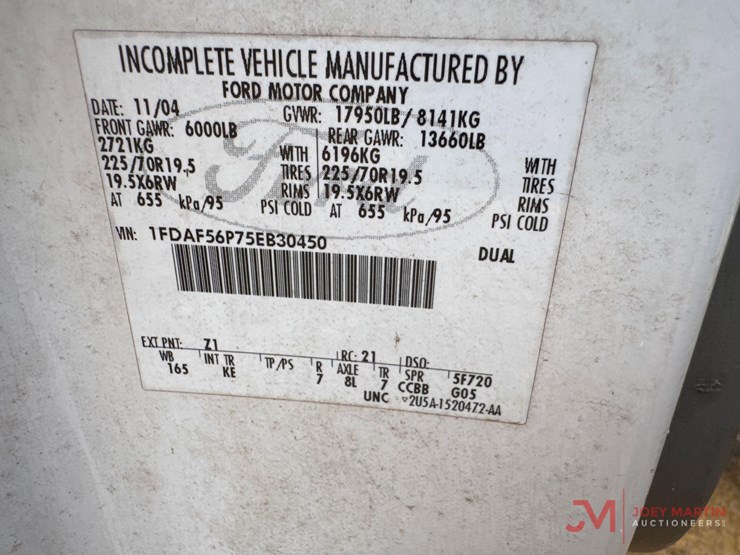 INCOMPLETE VEHICLE MANUFACTURED BY
FORD MOTOR COMPANY
DATE: 11/04 GVWR: 17950LB/8141KG
FRONT GAWR: 6000LB REAR GAWR: 13660LB
2721KG WITH 6196KG WITH
225/70R19.5 TIRES 225/70R19.5 TIRES
19.5X6RW RIMS 19.5X6RW RIMS
AT 655 kPa/95 PSI COLD AT 655 kPa/95 PSI COLD
VIN: 1FDAF56P75EB30450 DUAL
Ford
EXT PNT: Z1 RC: 21 DSO:
WB INT TR TP/PS R AXLE TR SPR 5F720
165 KE 7 8L 7 CCBB G05
UNC ▽2U5A-1520472-AA
JM JOEY MARTIN
AUCTIONEERS LLC